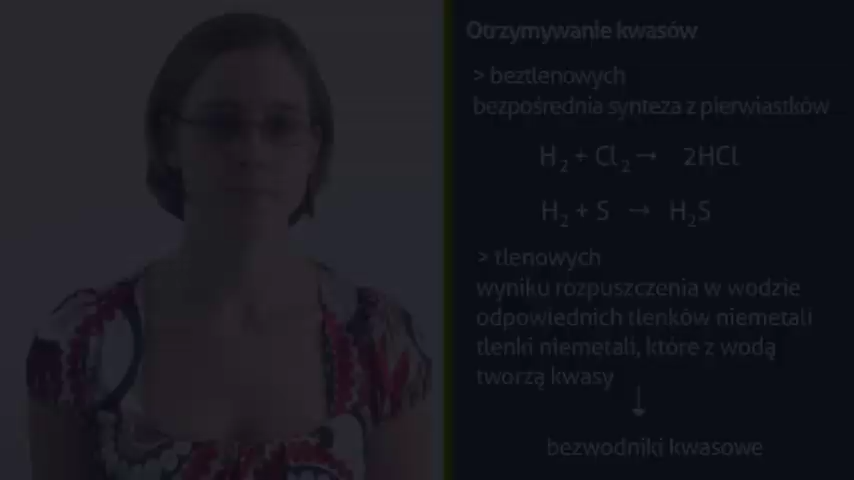 Otrzymywanie kwasów
> beztlenowych
bezpośrednia synteza z pierwiastków
H₂ + Cl₂ → 2HCl
H₂ + S → H₂S
> tlenowych
wyniku rozpuszczenia w wodzie
odpowiednich tlenków niemetali
tlenki niemetali, które z wodą
tworzą kwasy
↓
bezwodniki kwasowe